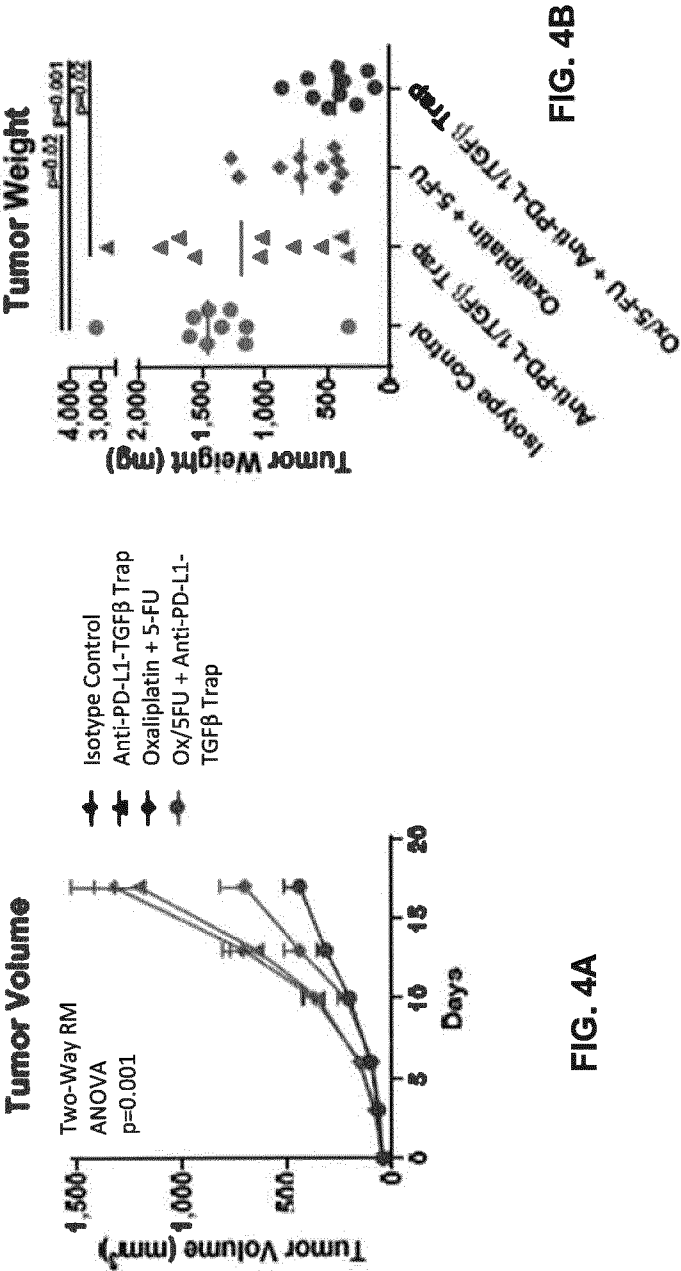 Tumor Volume
Two-Way RM
ANOVA
p=0.001
Tumor Volume (mm³)
1,500
1,000
500
0
0
5
10
15
20
Days
Isotype Control
Anti-PD-L1-TGFβ Trap
Oxaliplatin + 5-FU
Ox/5FU + Anti-PD-L1-
TGFβ Trap
FIG. 4A
Tumor Weight
p=0.02
p=0.001
p=0.02
Tumor Weight (mg)
4,000
3,000
2,000
1,500
1,000
500
0
Isotype Control
Anti-PD-L1/TGFβ Trap
Oxaliplatin + 5-FU
Ox/5-FU + Anti-PD-L1/TGFβ Trap
FIG. 4B